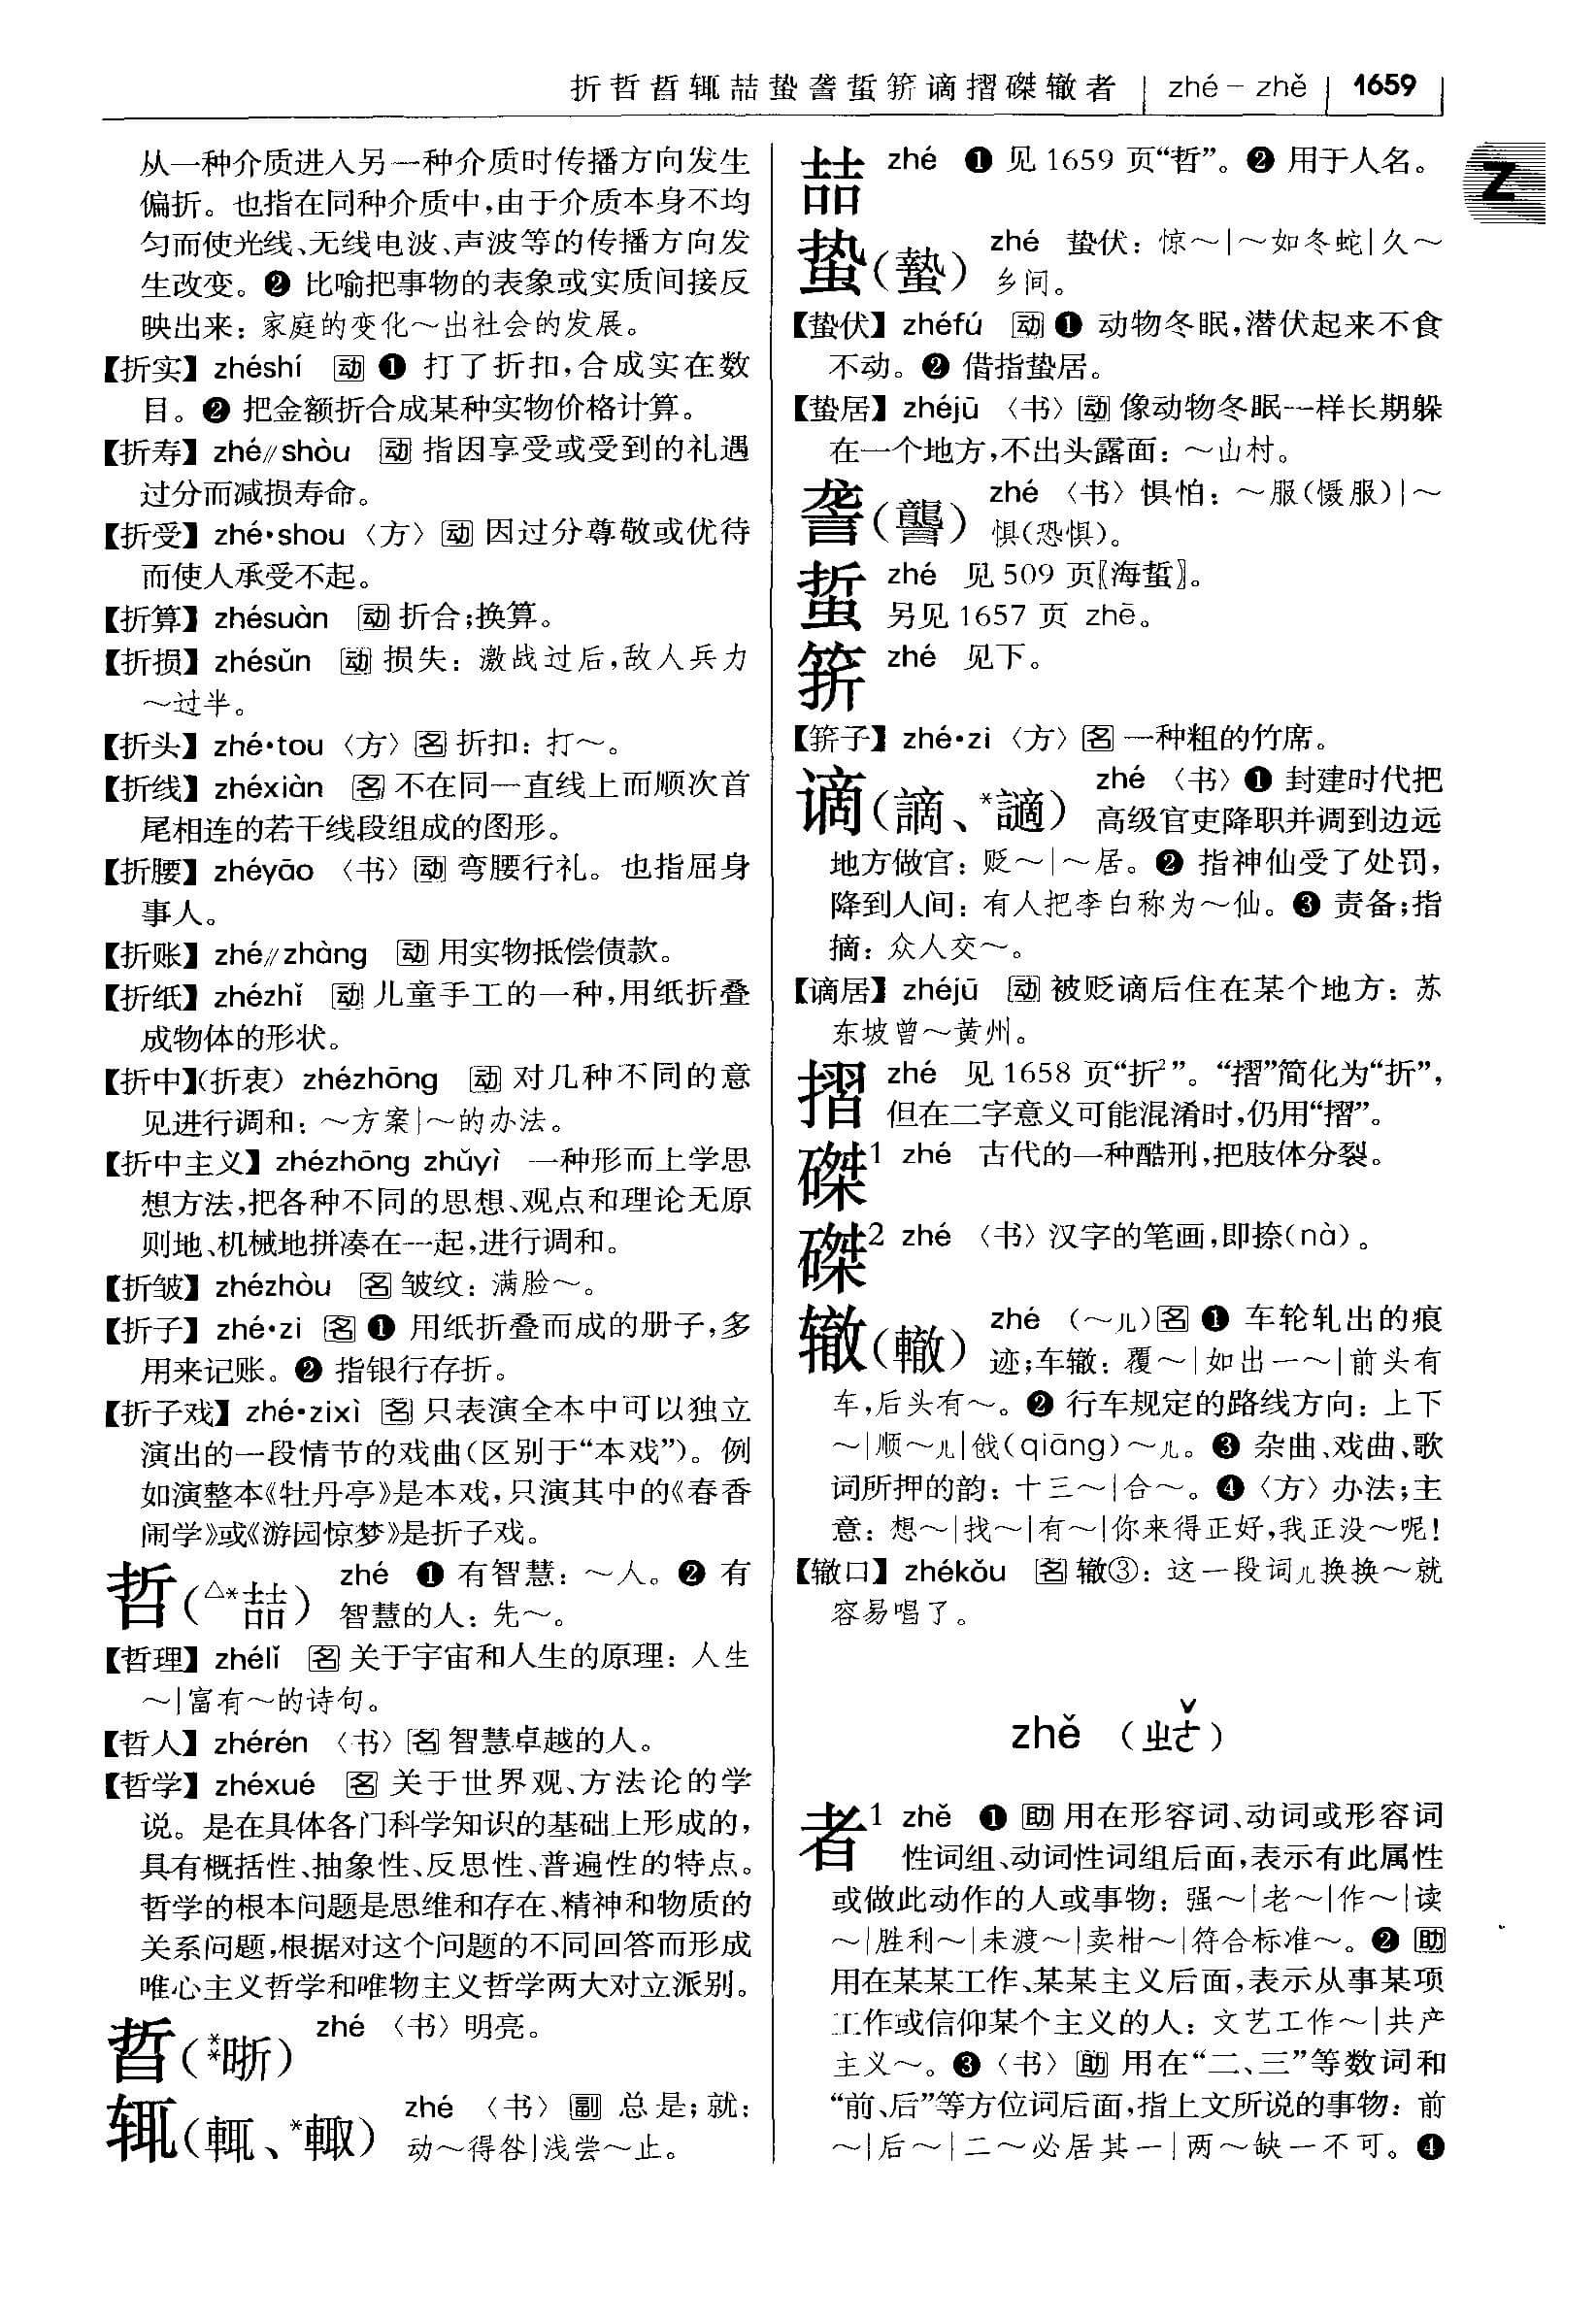 折哲晢辄喆蛰詟蜇箉谪摺磔辙者 zhé－zhě 1659
Z
从一种介质进入另一种介质时传播方向发生
偏折。也指在同种介质中,由于介质本身不均
匀而使光线、无线电波、声波等的传播方向发
生改变。❷ 比喻把事物的表象或实质间接反
映出来：家庭的变化～出社会的发展。
【折实】zhéshí 动 ❶ 打了折扣,合成实在数
目。❷ 把金额折合成某种实物价格计算。
【折寿】zhé∥shòu 动 指因享受或受到的礼遇
过分而减损寿命。
【折受】zhé·shou〈方〉动 因过分尊敬或优待
而使人承受不起。
【折算】zhésuàn 动 折合;换算。
【折损】zhésǔn 动 损失：激战过后,敌人兵力
～过半。
【折头】zhé·tou〈方〉名 折扣：打～。
【折线】zhéxiàn 名 不在同一直线上而顺次首
尾相连的若干线段组成的图形。
【折腰】zhéyāo〈书〉动 弯腰行礼。也指屈身
事人。
【折账】zhé∥zhàng 动 用实物抵偿债款。
【折纸】zhézhǐ 动 儿童手工的一种,用纸折叠
成物体的形状。
【折中】(折衷) zhézhōng 动 对几种不同的意
见进行调和：～方案|～的办法。
【折中主义】zhézhōng zhǔyì 一种形而上学思
想方法,把各种不同的思想、观点和理论无原
则地、机械地拼凑在一起,进行调和。
【折皱】zhézhòu 名 皱纹：满脸～。
【折子】zhé·zi 名 ❶ 用纸折叠而成的册子,多
用来记账。❷ 指银行存折。
【折子戏】zhé·zixì 名 只表演全本中可以独立
演出的一段情节的戏曲(区别于“本戏”)。例
如演整本《牡丹亭》是本戏,只演其中的《春香
闹学》或《游园惊梦》是折子戏。
哲(△*喆) zhé ❶ 有智慧：～人。❷ 有
智慧的人：先～。
【哲理】zhélǐ 名 关于宇宙和人生的原理：人生
～|富有～的诗句。
【哲人】zhérén〈书〉名 智慧卓越的人。
【哲学】zhéxué 名 关于世界观、方法论的学
说。是在具体各门科学知识的基础上形成的,
具有概括性、抽象性、反思性、普遍性的特点。
哲学的根本问题是思维和存在、精神和物质的
关系问题,根据对这个问题的不同回答而形成
唯心主义哲学和唯物主义哲学两大对立派别。
晢(**晣) zhé〈书〉明亮。
辄(輒、*輙) zhé〈书〉副 总是;就：
动～得咎|浅尝～止。
喆 zhé ❶ 见 1659 页“哲”。❷ 用于人名。
蛰(蟄) zhé 蛰伏：惊～|～如冬蛇|久～
乡间。
【蛰伏】zhéfú 动 ❶ 动物冬眠,潜伏起来不食
不动。❷ 借指蛰居。
【蛰居】zhéjū〈书〉动 像动物冬眠一样长期躲
在一个地方,不出头露面：～山村。
詟(讋) zhé〈书〉惧怕：～服(慑服)|～
惧(恐惧)。
蜇 zhé 见 509 页〖海蜇〗。
另见 1657 页 zhē。
箉 zhé 见下。
【箉子】zhé·zi〈方〉名 一种粗的竹席。
谪(謫、*讁) zhé〈书〉❶ 封建时代把
高级官吏降职并调到边远
地方做官：贬～|～居。❷ 指神仙受了处罚,
降到人间：有人把李白称为～仙。❸ 责备;指
摘：众人交～。
【谪居】zhéjū 动 被贬谪后住在某个地方：苏
东坡曾～黄州。
摺 zhé 见 1658 页“折²”。“摺”简化为“折”,
但在二字意义可能混淆时,仍用“摺”。
磔¹ zhé 古代的一种酷刑,把肢体分裂。
磔² zhé〈书〉汉字的笔画,即捺(nà)。
辙(轍) zhé (～儿)名 ❶ 车轮轧出的痕
迹;车辙：覆～|如出一～|前头有
车,后头有～。❷ 行车规定的路线方向：上下
～|顺～儿|戗(qiāng)～儿。❸ 杂曲、戏曲、歌
词所押的韵：十三～|合～。❹〈方〉办法;主
意：想～|找～|有～|你来得正好,我正没～呢!
【辙口】zhékǒu 名 辙③：这一段词儿换换～就
容易唱了。
zhě （ㄓㄜˇ）
者¹ zhě ❶ 助 用在形容词、动词或形容词
性词组、动词性词组后面,表示有此属性
或做此动作的人或事物：强～|老～|作～|读
～|胜利～|未渡～|卖柑～|符合标准～。❷ 助
用在某某工作、某某主义后面,表示从事某项
工作或信仰某个主义的人：文艺工作～|共产
主义～。❸〈书〉助 用在“二、三”等数词和
“前、后”等方位词后面,指上文所说的事物：前
～|后～|二～必居其一|两～缺一不可。❹